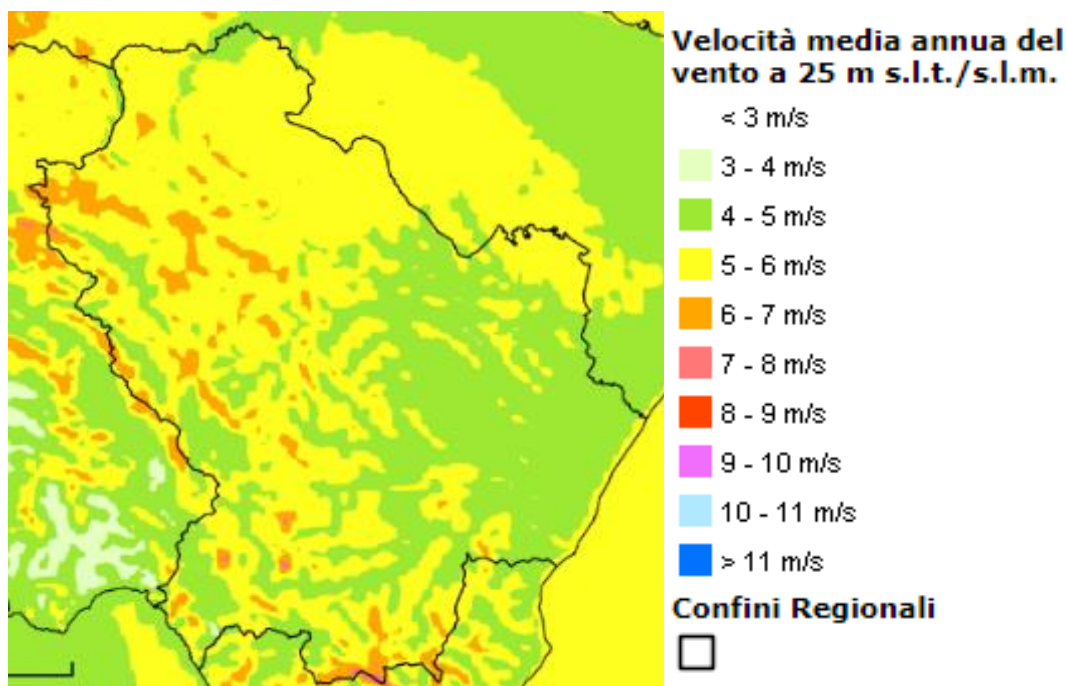 Velocità media annua del
vento a 25 m s.l.t./s.l.m.
< 3 m/s
3 - 4 m/s
4 - 5 m/s
5 - 6 m/s
6 - 7 m/s
7 - 8 m/s
8 - 9 m/s
9 - 10 m/s
10 - 11 m/s
> 11 m/s
Confini Regionali